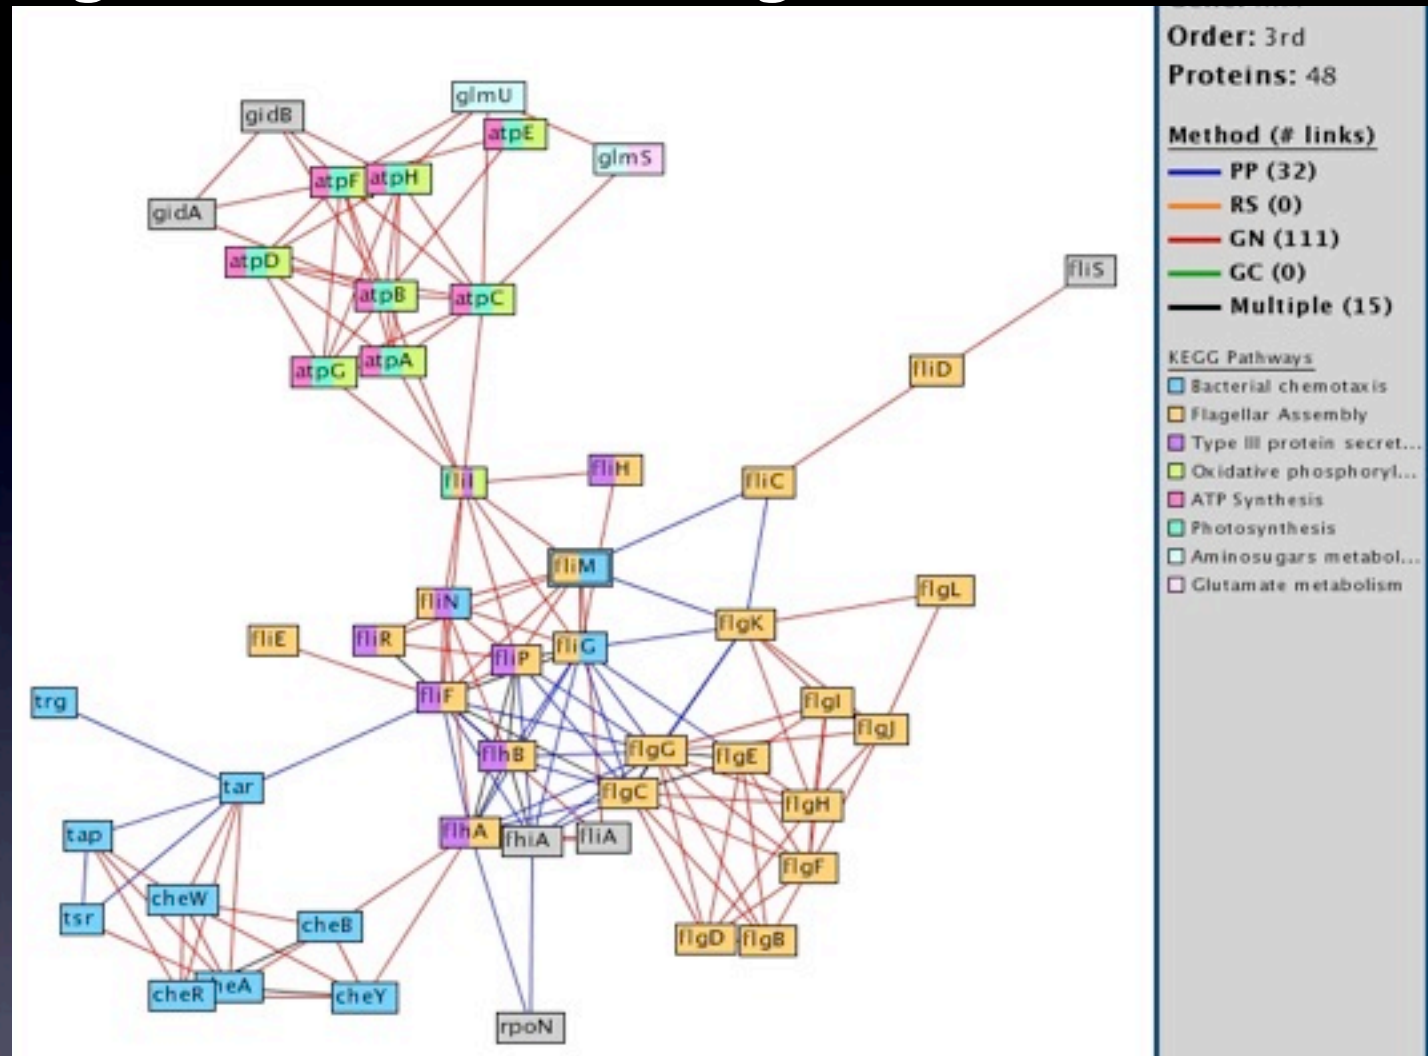 Order: 3rd
Proteins: 48
Method (# links)
PP (32)
RS (0)
GN (111)
GC (0)
Multiple (15)
KEGG Pathways
Bacterial chemotaxis
Flagellar Assembly
Type III protein secret...
Oxidative phosphoryl...
ATP Synthesis
Photosynthesis
Aminosugars metabol...
Glutamate metabolism
glmU
gidB
atpE
glmS
atpF
atpH
gidA
atpD
fliS
atpB
atpC
atpA
atpG
fliD
fliH
fliI
fliC
fliM
flgL
fliN
flgK
fliE
fliR
fliG
fliP
fliF
trg
flgI
flgJ
flgG
flhB
flgE
tar
flgC
flgH
tap
flhA
fhiA
fliA
flgF
cheW
tsr
cheB
flgD
flgB
heA
cheR
cheY
rpoN